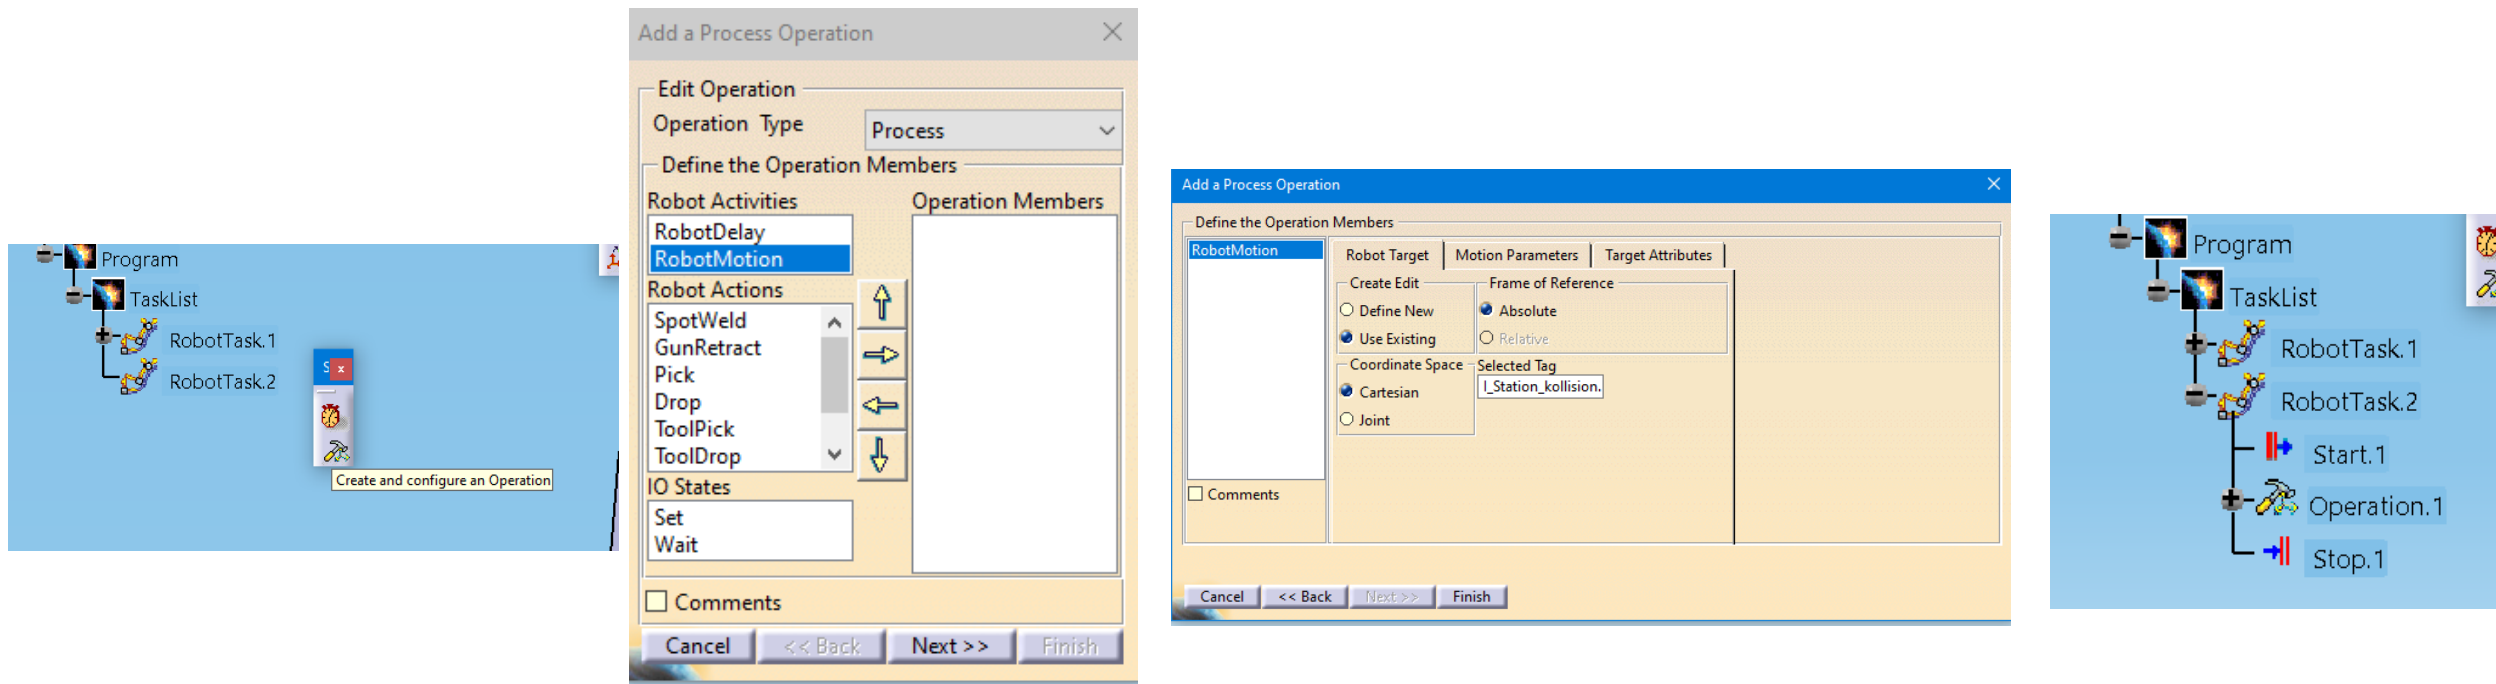 Program
TaskList
RobotTask.1
RobotTask.2
S x
Create and configure an Operation
Add a Process Operation
Edit Operation
Operation Type
Process
Define the Operation Members
Robot Activities
Operation Members
RobotDelay
RobotMotion
Robot Actions
SpotWeld
GunRetract
Pick
Drop
ToolPick
ToolDrop
IO States
Set
Wait
Comments
Cancel
<< Back
Next >>
Finish
Add a Process Operation
Define the Operation Members
RobotMotion
Robot Target
Motion Parameters
Target Attributes
Create Edit
Frame of Reference
Define New
Absolute
Use Existing
Relative
Coordinate Space
Selected Tag
Cartesian
l_Station_kollision.
Joint
Comments
Cancel
<< Back
Next >>
Finish
Program
TaskList
RobotTask.1
RobotTask.2
Start.1
Operation.1
Stop.1